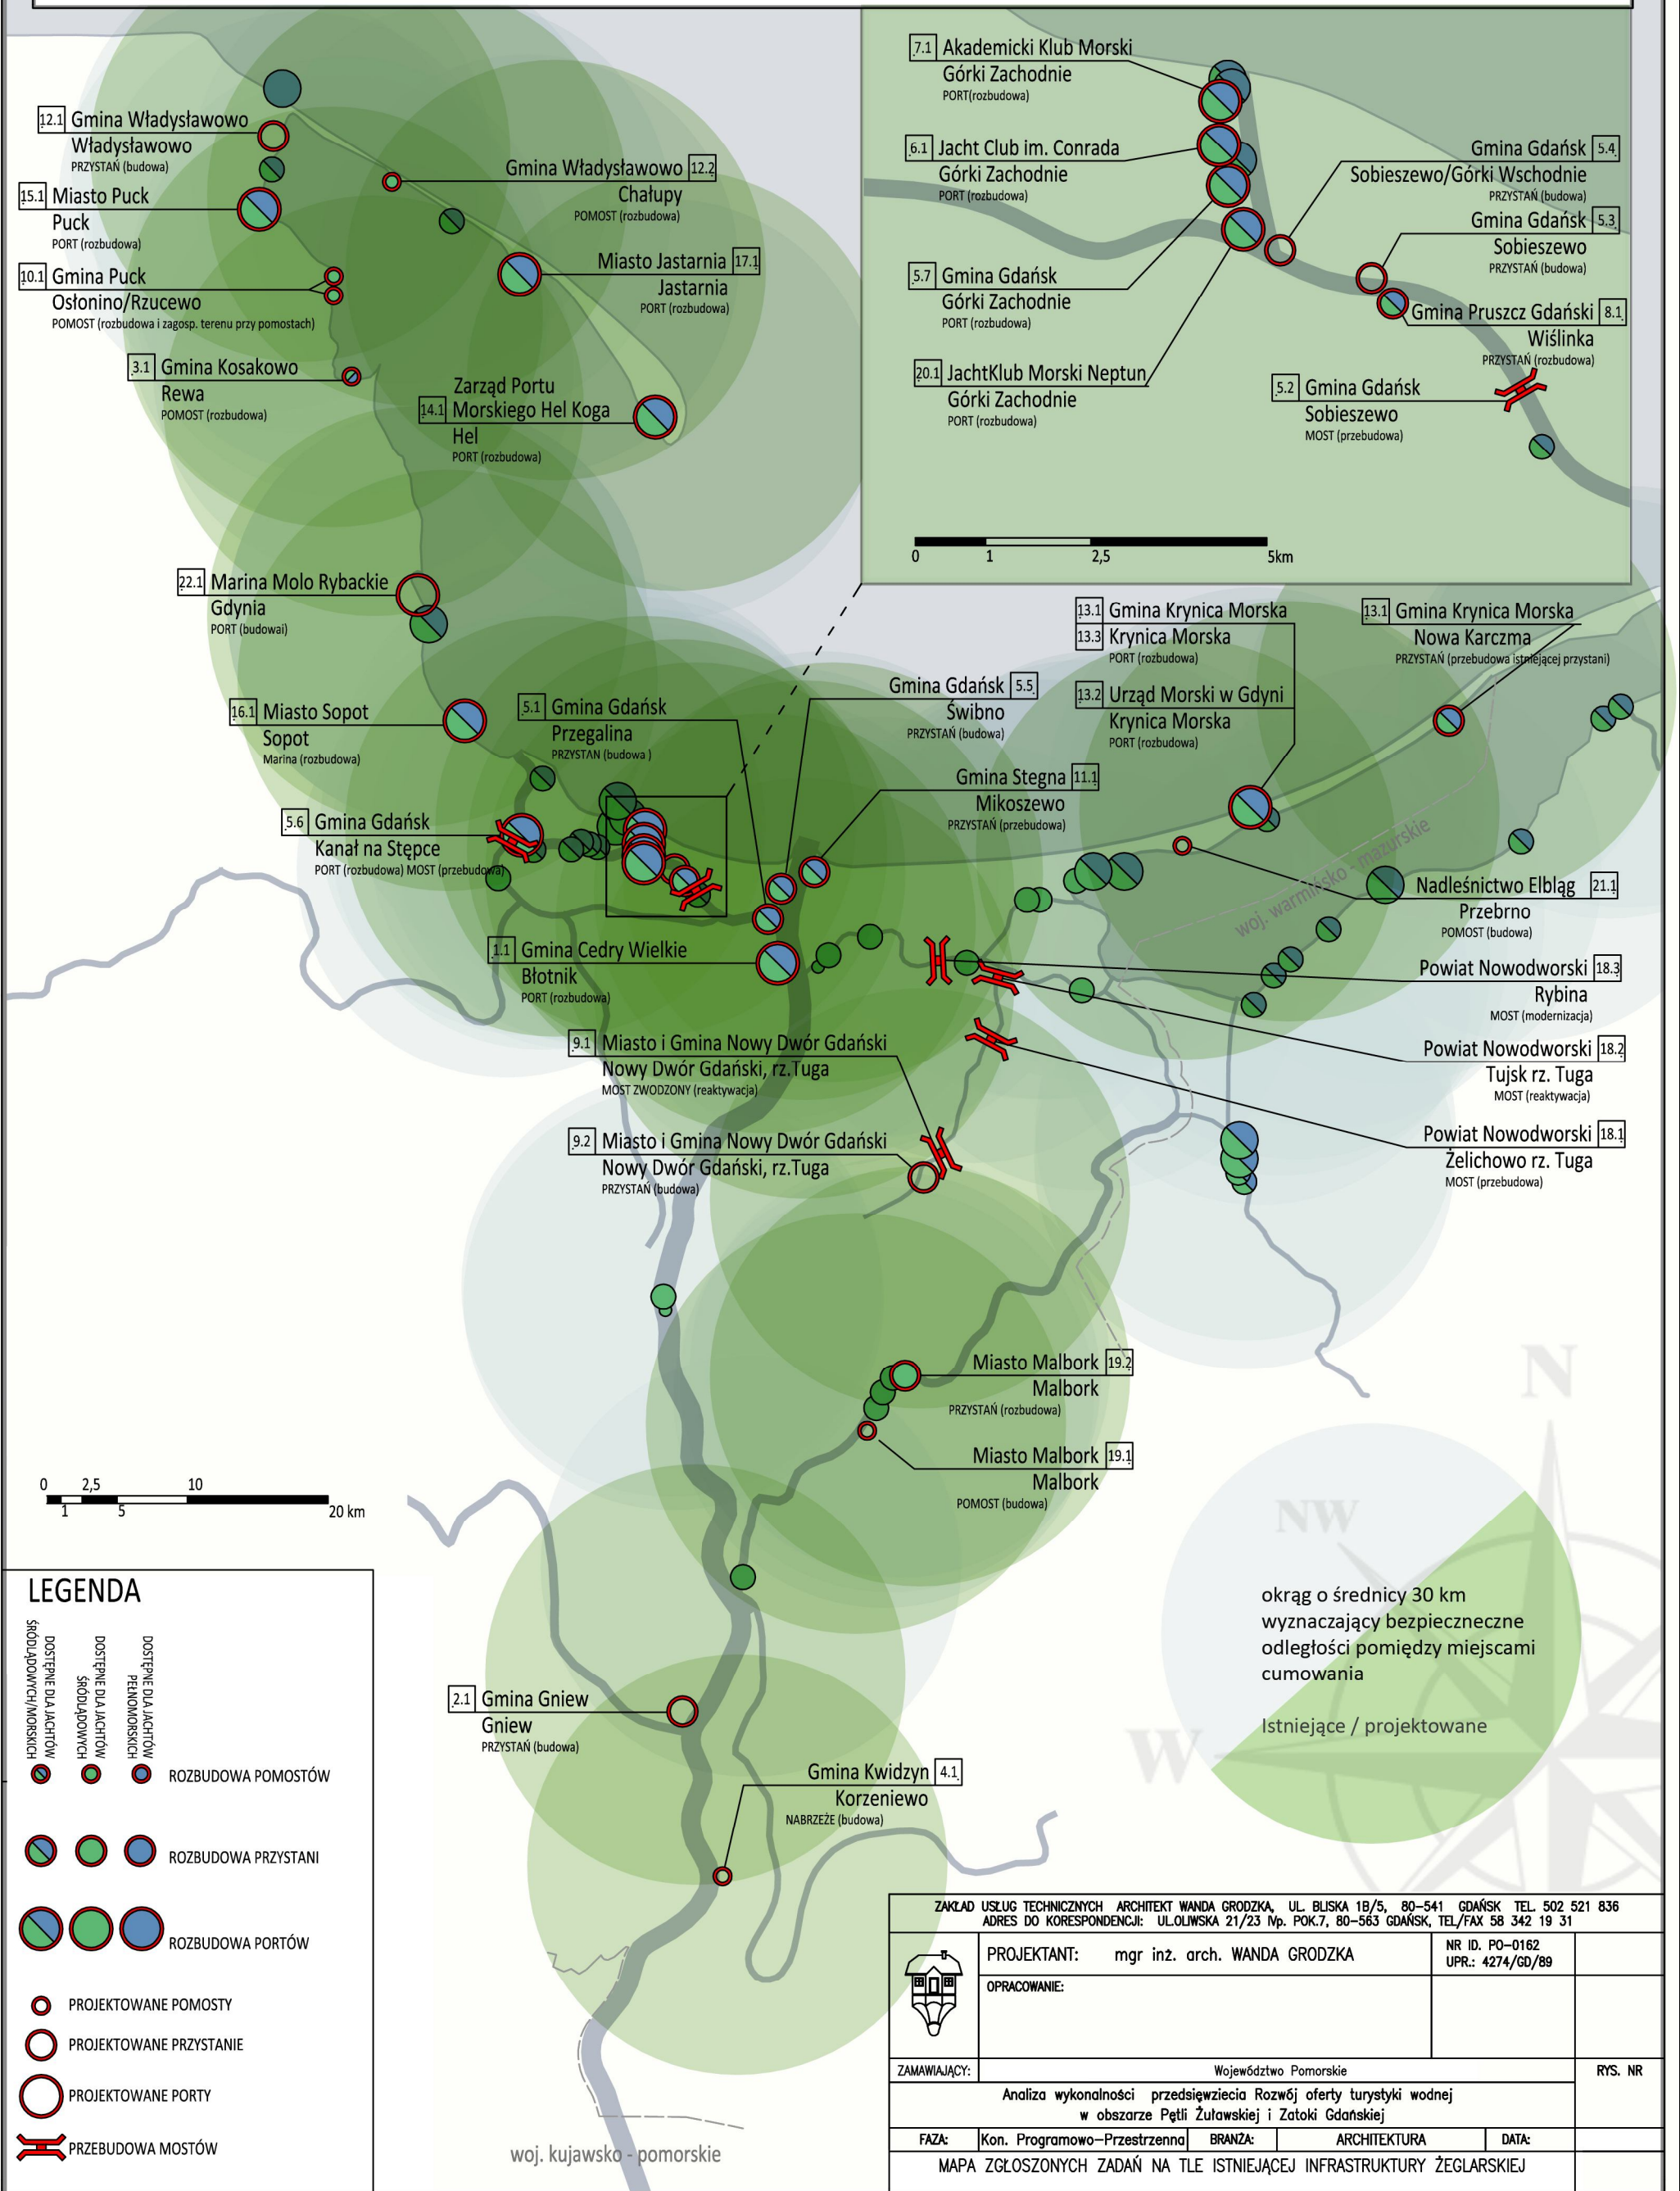 12.1 Gmina Władysławowo
Władysławowo
PRZYSTAŃ (budowa)
15.1 Miasto Puck
Puck
PORT (rozbudowa)
10.1 Gmina Puck
Osłonino/Rzucewo
POMOST (rozbudowa i zagosp. terenu przy pomostach)
3.1 Gmina Kosakowo
Rewa
POMOST (rozbudowa)
Gmina Władysławowo 12.2
Chałupy
POMOST (rozbudowa)
Miasto Jastarnia 17.1
Jastarnia
PORT (rozbudowa)
Zarząd Portu
14.1 Morskiego Hel Koga
Hel
PORT (rozbudowa)
7.1 Akademicki Klub Morski
Górki Zachodnie
PORT(rozbudowa)
6.1 Jacht Club im. Conrada
Górki Zachodnie
PORT (rozbudowa)
5.7 Gmina Gdańsk
Górki Zachodnie
PORT (rozbudowa)
20.1 JachtKlub Morski Neptun
Górki Zachodnie
PORT (rozbudowa)
Gmina Gdańsk 5.4
Sobieszewo/Górki Wschodnie
PRZYSTAŃ (budowa)
Gmina Gdańsk 5.3
Sobieszewo
PRZYSTAŃ (budowa)
Gmina Pruszcz Gdański 8.1
Wiślinka
PRZYSTAŃ (rozbudowa)
5.2 Gmina Gdańsk
Sobieszewo
MOST (przebudowa)
0 1 2,5 5km
22.1 Marina Molo Rybackie
Gdynia
PORT (budowai)
16.1 Miasto Sopot
Sopot
Marina (rozbudowa)
5.1 Gmina Gdańsk
Przegalina
PRZYSTAN (budowa )
Gmina Gdańsk 5.5
Świbno
PRZYSTAŃ (budowa)
Gmina Stegna 11.1
Mikoszewo
PRZYSTAŃ (przebudowa)
13.1 Gmina Krynica Morska
13.3 Krynica Morska
PORT (rozbudowa)
13.2 Urząd Morski w Gdyni
Krynica Morska
PORT (rozbudowa)
13.1 Gmina Krynica Morska
Nowa Karczma
PRZYSTAŃ (przebudowa istniejącej przystani)
5.6 Gmina Gdańsk
Kanał na Stępce
PORT (rozbudowa) MOST (przebudowa)
1.1 Gmina Cedry Wielkie
Błotnik
PORT (rozbudowa)
woj. warmińsko - mazurskie
Nadleśnictwo Elbląg 21.1
Przebrno
POMOST (budowa)
Powiat Nowodworski 18.3
Rybina
MOST (modernizacja)
Powiat Nowodworski 18.2
Tujsk rz. Tuga
MOST (reaktywacja)
Powiat Nowodworski 18.1
Żelichowo rz. Tuga
MOST (przebudowa)
9.1 Miasto i Gmina Nowy Dwór Gdański
Nowy Dwór Gdański, rz.Tuga
MOST ZWODZONY (reaktywacja)
9.2 Miasto i Gmina Nowy Dwór Gdański
Nowy Dwór Gdański, rz.Tuga
PRZYSTAŃ (budowa)
Miasto Malbork 19.2
Malbork
PRZYSTAŃ (rozbudowa)
Miasto Malbork 19.1
Malbork
POMOST (budowa)
0 2,5 10
1 5 20 km
N
NW
W
okrąg o średnicy 30 km
wyznaczający bezpieczneczne
odległości pomiędzy miejscami
cumowania
Istniejące / projektowane
2.1 Gmina Gniew
Gniew
PRZYSTAŃ (budowa)
Gmina Kwidzyn 4.1
Korzeniewo
NABRZEŻE (budowa)
woj. kujawsko - pomorskie
LEGENDA
DOSTĘPNE DLA JACHTÓW
ŚRÓDLĄDOWYCH/MORSKICH
DOSTĘPNE DLA JACHTÓW
ŚRÓDLĄDOWYCH
DOSTĘPNE DLA JACHTÓW
PEŁNOMORSKICH
ROZBUDOWA POMOSTÓW
ROZBUDOWA PRZYSTANI
ROZBUDOWA PORTÓW
PROJEKTOWANE POMOSTY
PROJEKTOWANE PRZYSTANIE
PROJEKTOWANE PORTY
PRZEBUDOWA MOSTÓW
ZAKŁAD USŁUG TECHNICZNYCH ARCHITEKT WANDA GRODZKA, UL. BLISKA 1B/5, 80-541 GDAŃSK TEL. 502 521 836
ADRES DO KORESPONDENCJI: UL.OLIWSKA 21/23 IVp. POK.7, 80-563 GDAŃSK, TEL/FAX 58 342 19 31
PROJEKTANT: mgr inż. arch. WANDA GRODZKA
NR ID. PO-0162
UPR.: 4274/GD/89
OPRACOWANIE:
ZAMAWIAJĄCY: Województwo Pomorskie RYS. NR
Analiza wykonalności przedsięwziecia Rozwój oferty turystyki wodnej
w obszarze Pętli Żuławskiej i Zatoki Gdańskiej
FAZA: Kon. Programowo-Przestrzenna BRANŻA: ARCHITEKTURA DATA:
MAPA ZGŁOSZONYCH ZADAŃ NA TLE ISTNIEJĄCEJ INFRASTRUKTURY ŻEGLARSKIEJ